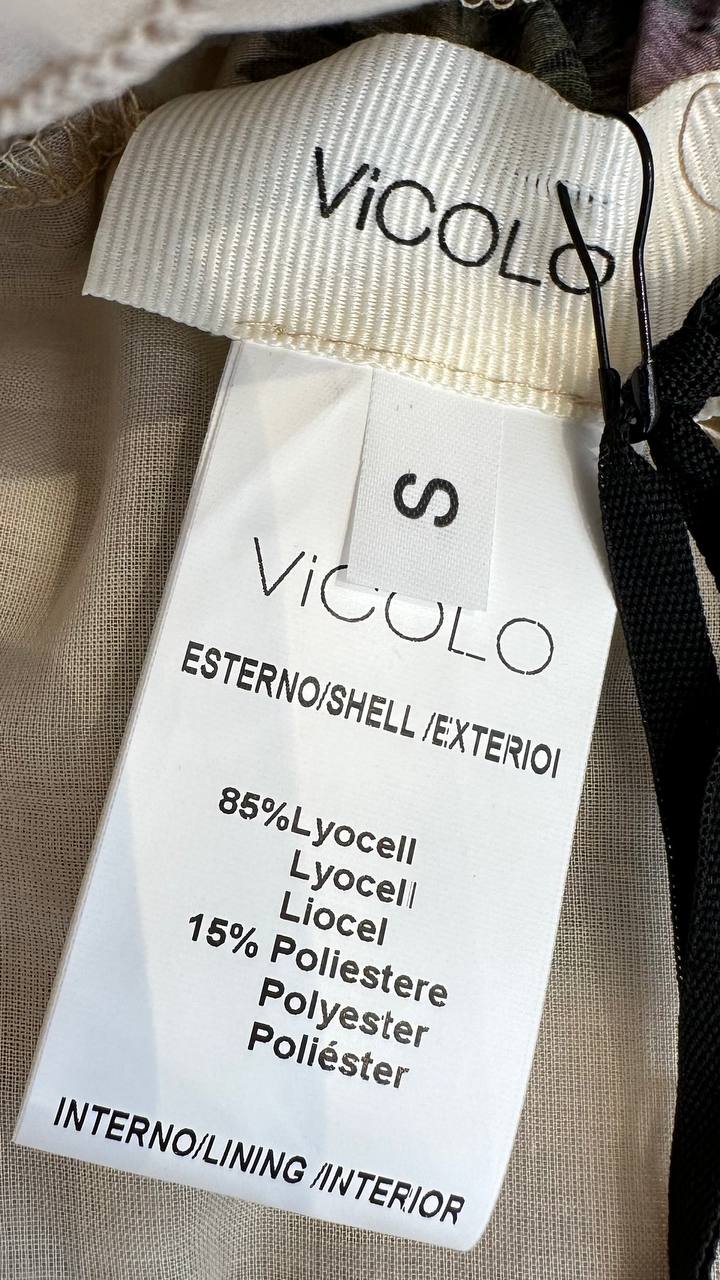 ViCOLO
S
ViCOLO
ESTERNO/SHELL /EXTERIOI
85%Lyocell
Lyocell
Liocel
15% Poliestere
Polyester
Poliéster
INTERNO/LINING /INTERIOR